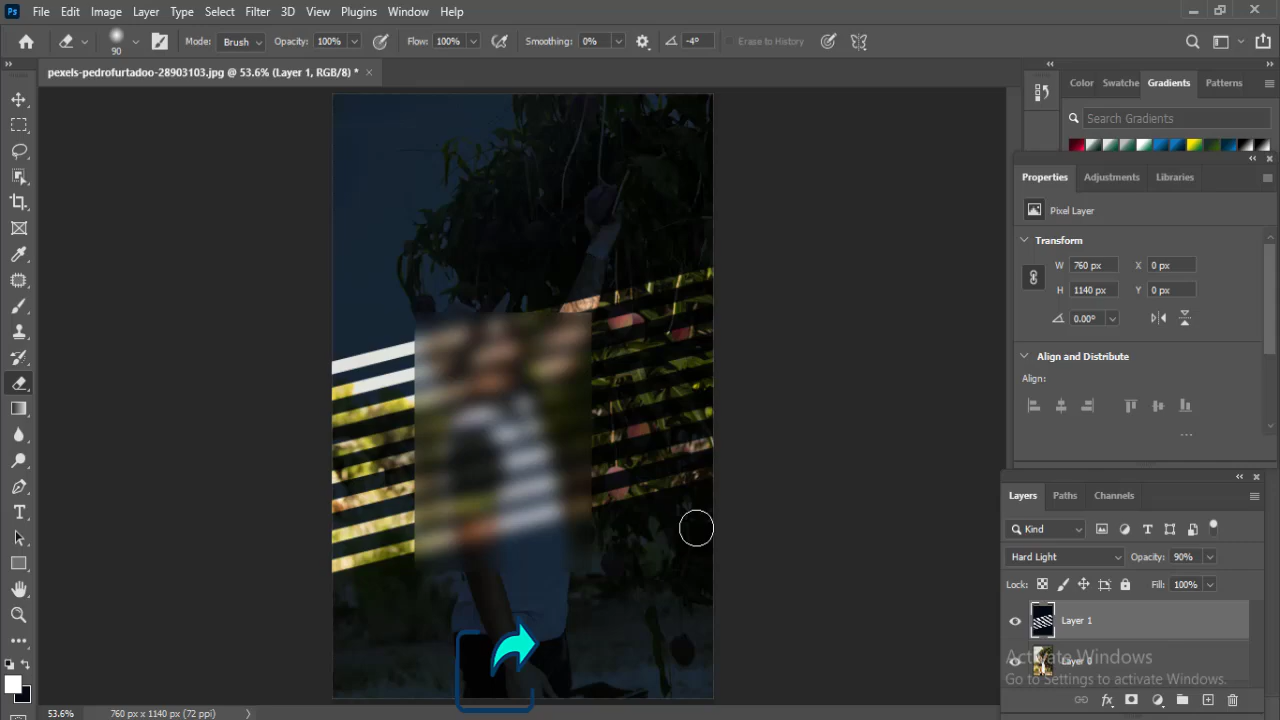 Ps File Edit Image Layer Type Select Filter 3D View Plugins Window Help
90 Mode: Brush Opacity: 100% Flow: 100% Smoothing: 0% -4° Erase to History
pexels-pedrofurtadoo-28903103.jpg @ 53.6% (Layer 1, RGB/8) * ×
Color Swatche Gradients Patterns
Search Gradients
Properties Adjustments Libraries
Pixel Layer
Transform
W 760 px X 0 px
H 1140 px Y 0 px
0.00°
Align and Distribute
Align:
...
Layers Paths Channels
Kind
Hard Light Opacity: 90%
Lock: Fill: 100%
Layer 1
Layer 0
Activate Windows
Go to Settings to activate Windows.
53.6% 760 px x 1140 px (72 ppi)